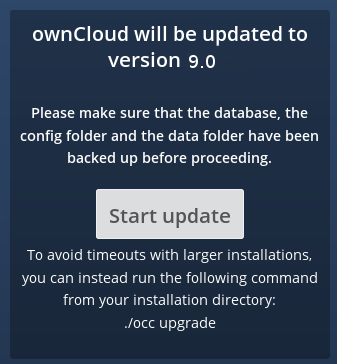 ownCloud will be updated to
version 9.0
Please make sure that the database, the
config folder and the data folder have been
backed up before proceeding.
Start update
To avoid timeouts with larger installations,
you can instead run the following command
from your installation directory:
./occ upgrade